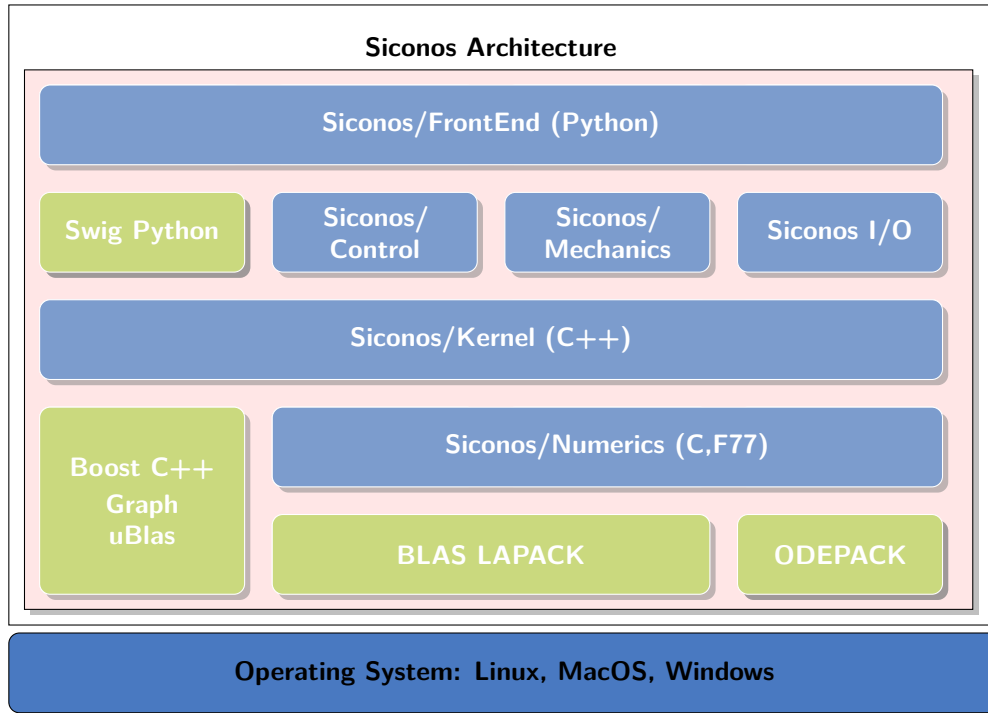 Siconos Architecture
Siconos/FrontEnd (Python)
Swig Python
Siconos/
Control
Siconos/
Mechanics
Siconos I/O
Siconos/Kernel (C++)
Boost C++
Graph
uBlas
Siconos/Numerics (C,F77)
BLAS LAPACK
ODEPACK
Operating System: Linux, MacOS, Windows